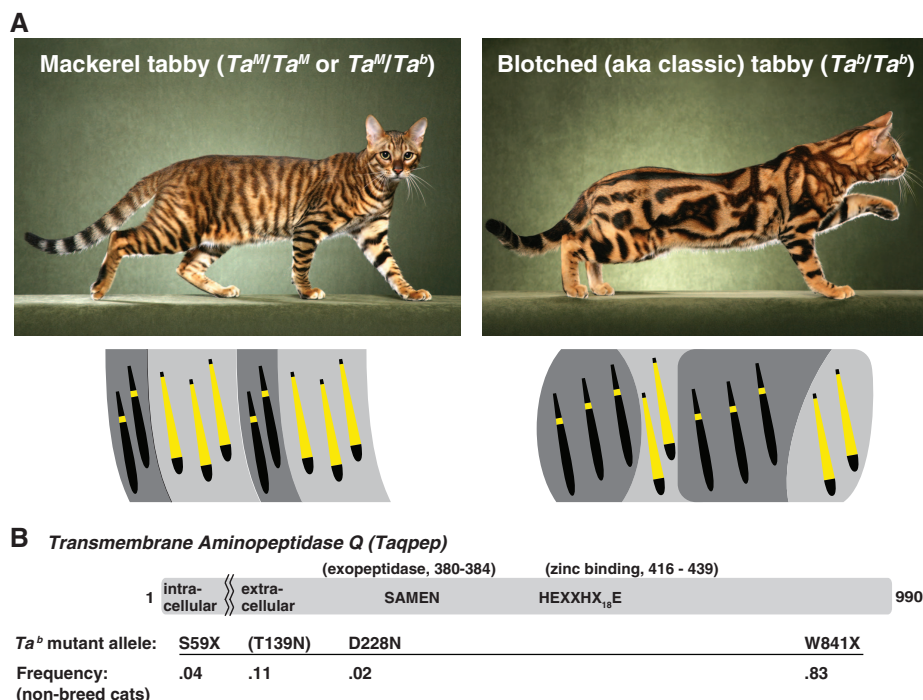 A
Mackerel tabby (Taᴹ/Taᴹ or Taᴹ/Taᵇ)
Blotched (aka classic) tabby (Taᵇ/Taᵇ)
B Transmembrane Aminopeptidase Q (Taqpep)
(exopeptidase, 380-384) (zinc binding, 416 - 439)
1 intra-cellular extra-cellular SAMEN HEXXHX₁₈E 990
Taᵇ mutant allele: S59X (T139N) D228N W841X
Frequency: .04 .11 .02 .83
(non-breed cats)